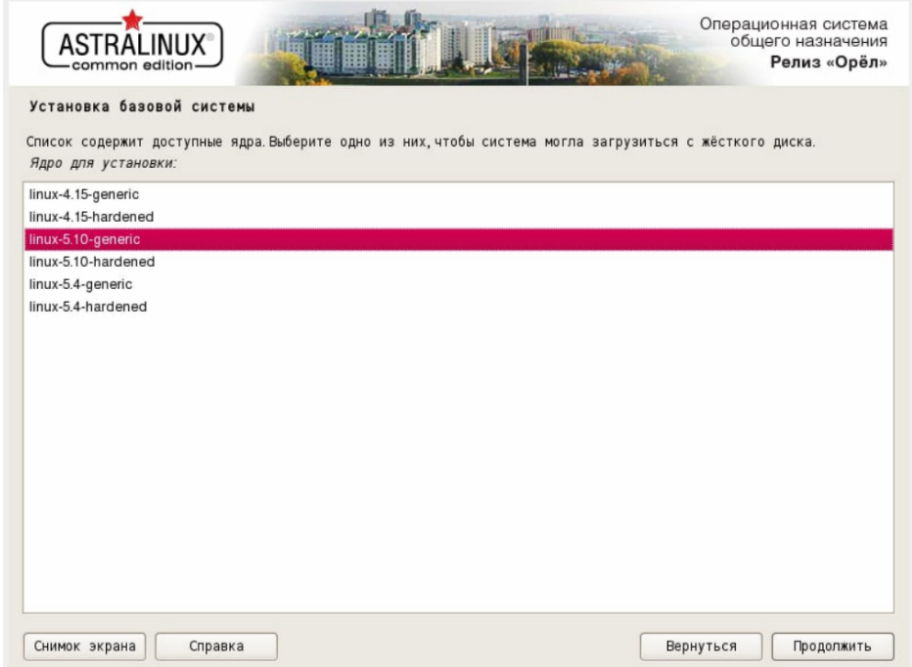 ASTRALINUX®
common edition
Операционная система
общего назначения
Релиз «Орёл»
Установка базовой системы
Список содержит доступные ядра. Выберите одно из них, чтобы система могла загрузиться с жёсткого диска.
Ядро для установки:
linux-4.15-generic
linux-4.15-hardened
linux-5.10-generic
linux-5.10-hardened
linux-5.4-generic
linux-5.4-hardened
Снимок экрана
Справка
Вернуться
Продолжить